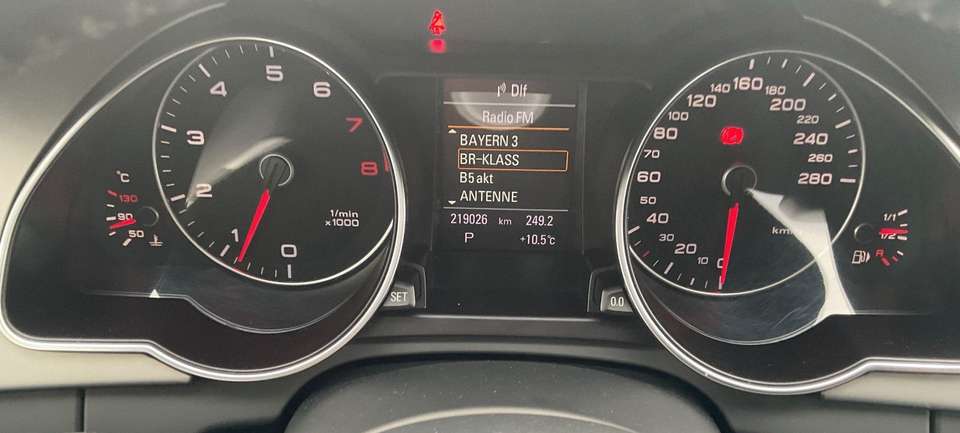 5
4
6
3
7
2
8
1
0
1/min
x1000
°C
130
90
50
Dlf
Radio FM
BAYERN 3
BR-KLASS
B5 akt
ANTENNE
219026 km 249.2
P +10.5°C
SET
0.0
160
140 180
120 200
100 220
80 240
70 260
60 280
50
40
30
20
10
0
km/h
1/1
1/2
R